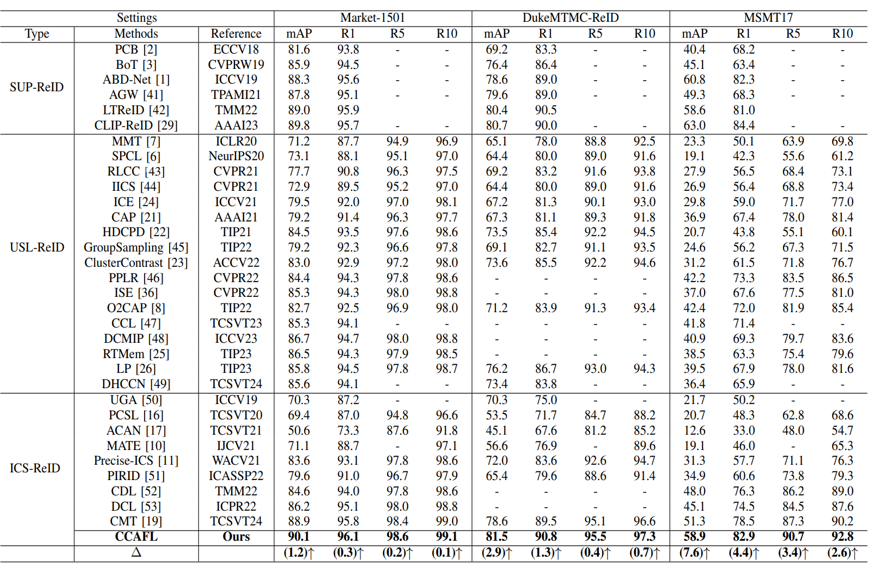 Settings Market-1501 DukeMTMC-ReID MSMT17
Type Methods Reference mAP R1 R5 R10 mAP R1 R5 R10 mAP R1 R5 R10
SUP-ReID
PCB [2] ECCV18 81.6 93.8 - - 69.2 83.3 - - 40.4 68.2 - -
BoT [3] CVPRW19 85.9 94.5 - - 76.4 86.4 - - 45.1 63.4 - -
ABD-Net [1] ICCV19 88.3 95.6 - - 78.6 89.0 - - 60.8 82.3 - -
AGW [41] TPAMI21 87.8 95.1 - - 79.6 89.0 - - 49.3 68.3 - -
LTReID [42] TMM22 89.0 95.9 - - 80.4 90.5 - - 58.6 81.0 - -
CLIP-ReID [29] AAAI23 89.8 95.7 - - 80.7 90.0 - - 63.0 84.4 - -
USL-ReID
MMT [7] ICLR20 71.2 87.7 94.9 96.9 65.1 78.0 88.8 92.5 23.3 50.1 63.9 69.8
SPCL [6] NeurIPS20 73.1 88.1 95.1 97.0 64.4 80.0 89.0 91.6 19.1 42.3 55.6 61.2
RLCC [43] CVPR21 77.7 90.8 96.3 97.5 69.2 83.2 91.6 93.8 27.9 56.5 68.4 73.1
IICS [44] CVPR21 72.9 89.5 95.2 97.0 64.4 80.0 89.0 91.6 26.9 56.4 68.8 73.4
ICE [24] ICCV21 79.5 92.0 97.0 98.1 67.2 81.3 90.1 93.0 29.8 59.0 71.7 77.0
CAP [21] AAAI21 79.2 91.4 96.3 97.7 67.3 81.1 89.3 91.8 36.9 67.4 78.0 81.4
HDCPD [22] TIP21 84.5 93.5 97.6 98.1 73.5 85.4 92.2 94.5 20.7 43.8 55.1 60.1
GroupSampling [45] TIP22 79.2 92.3 96.6 97.8 69.1 82.7 91.1 93.5 24.6 56.2 67.3 71.5
ClusterContrast [23] ACCV22 83.0 92.9 97.2 98.0 73.6 85.5 92.2 94.6 31.2 61.5 71.8 76.7
PPLR [46] CVPR22 84.4 94.3 97.8 98.6 - - - - 42.2 73.3 83.5 86.5
ISE [36] CVPR22 85.3 94.3 98.0 98.8 - - - - 37.0 67.6 77.5 81.0
O2CAP [8] TIP22 82.7 92.5 96.9 98.0 71.2 83.9 91.3 93.4 42.4 72.0 81.9 85.4
CCL [47] TCSVT23 85.3 94.1 - - - - - - 41.8 71.4 - -
DCMIP [48] ICCV23 86.7 94.7 98.0 98.8 - - - - 40.9 69.3 79.7 83.6
RTMem [25] TIP23 86.5 94.3 97.9 98.5 - - - - 38.5 63.3 75.4 79.6
LP [26] TIP23 85.8 94.5 97.8 98.7 76.2 86.7 93.0 94.3 39.5 67.9 78.0 81.6
DHCCN [49] TCSVT24 85.6 94.1 - - 73.4 83.8 - - 36.4 65.9 - -
ICS-ReID
UGA [50] ICCV19 70.3 87.2 - - 70.3 75.0 - - 21.7 50.2 - -
PCSL [16] TCSVT20 69.4 87.0 94.8 96.6 53.5 71.7 84.7 88.2 20.7 48.3 62.8 68.6
ACAN [17] TCSVT21 50.6 73.3 87.6 91.8 45.1 67.6 81.2 85.2 12.6 33.0 48.0 54.7
MATE [10] IJCV21 71.1 88.7 - 97.1 56.6 76.9 - 89.6 19.1 46.0 - 65.3
Precise-ICS [11] WACV21 83.6 93.1 97.8 98.6 72.0 83.6 92.6 94.7 31.3 57.7 71.1 76.3
PIRID [51] ICASSP22 79.6 91.0 96.7 97.9 65.4 79.6 88.6 91.4 34.9 60.6 73.8 79.3
CDL [52] TMM22 84.6 94.0 97.8 98.6 - - - - 48.0 76.3 86.2 89.0
DCL [53] ICPR22 86.2 95.1 98.0 98.8 - - - - 45.1 74.5 84.5 87.6
CMT [19] TCSVT24 88.9 95.8 98.4 99.0 78.6 89.5 95.1 96.6 51.3 78.5 87.3 90.2
CCAFL Ours 90.1 96.1 98.6 99.1 81.5 90.8 95.5 97.3 58.9 82.9 90.7 92.8
Δ (1.2)↑ (0.3)↑ (0.2)↑ (0.1)↑ (2.9)↑ (1.3)↑ (0.4)↑ (0.7)↑ (7.6)↑ (4.4)↑ (3.4)↑ (2.6)↑